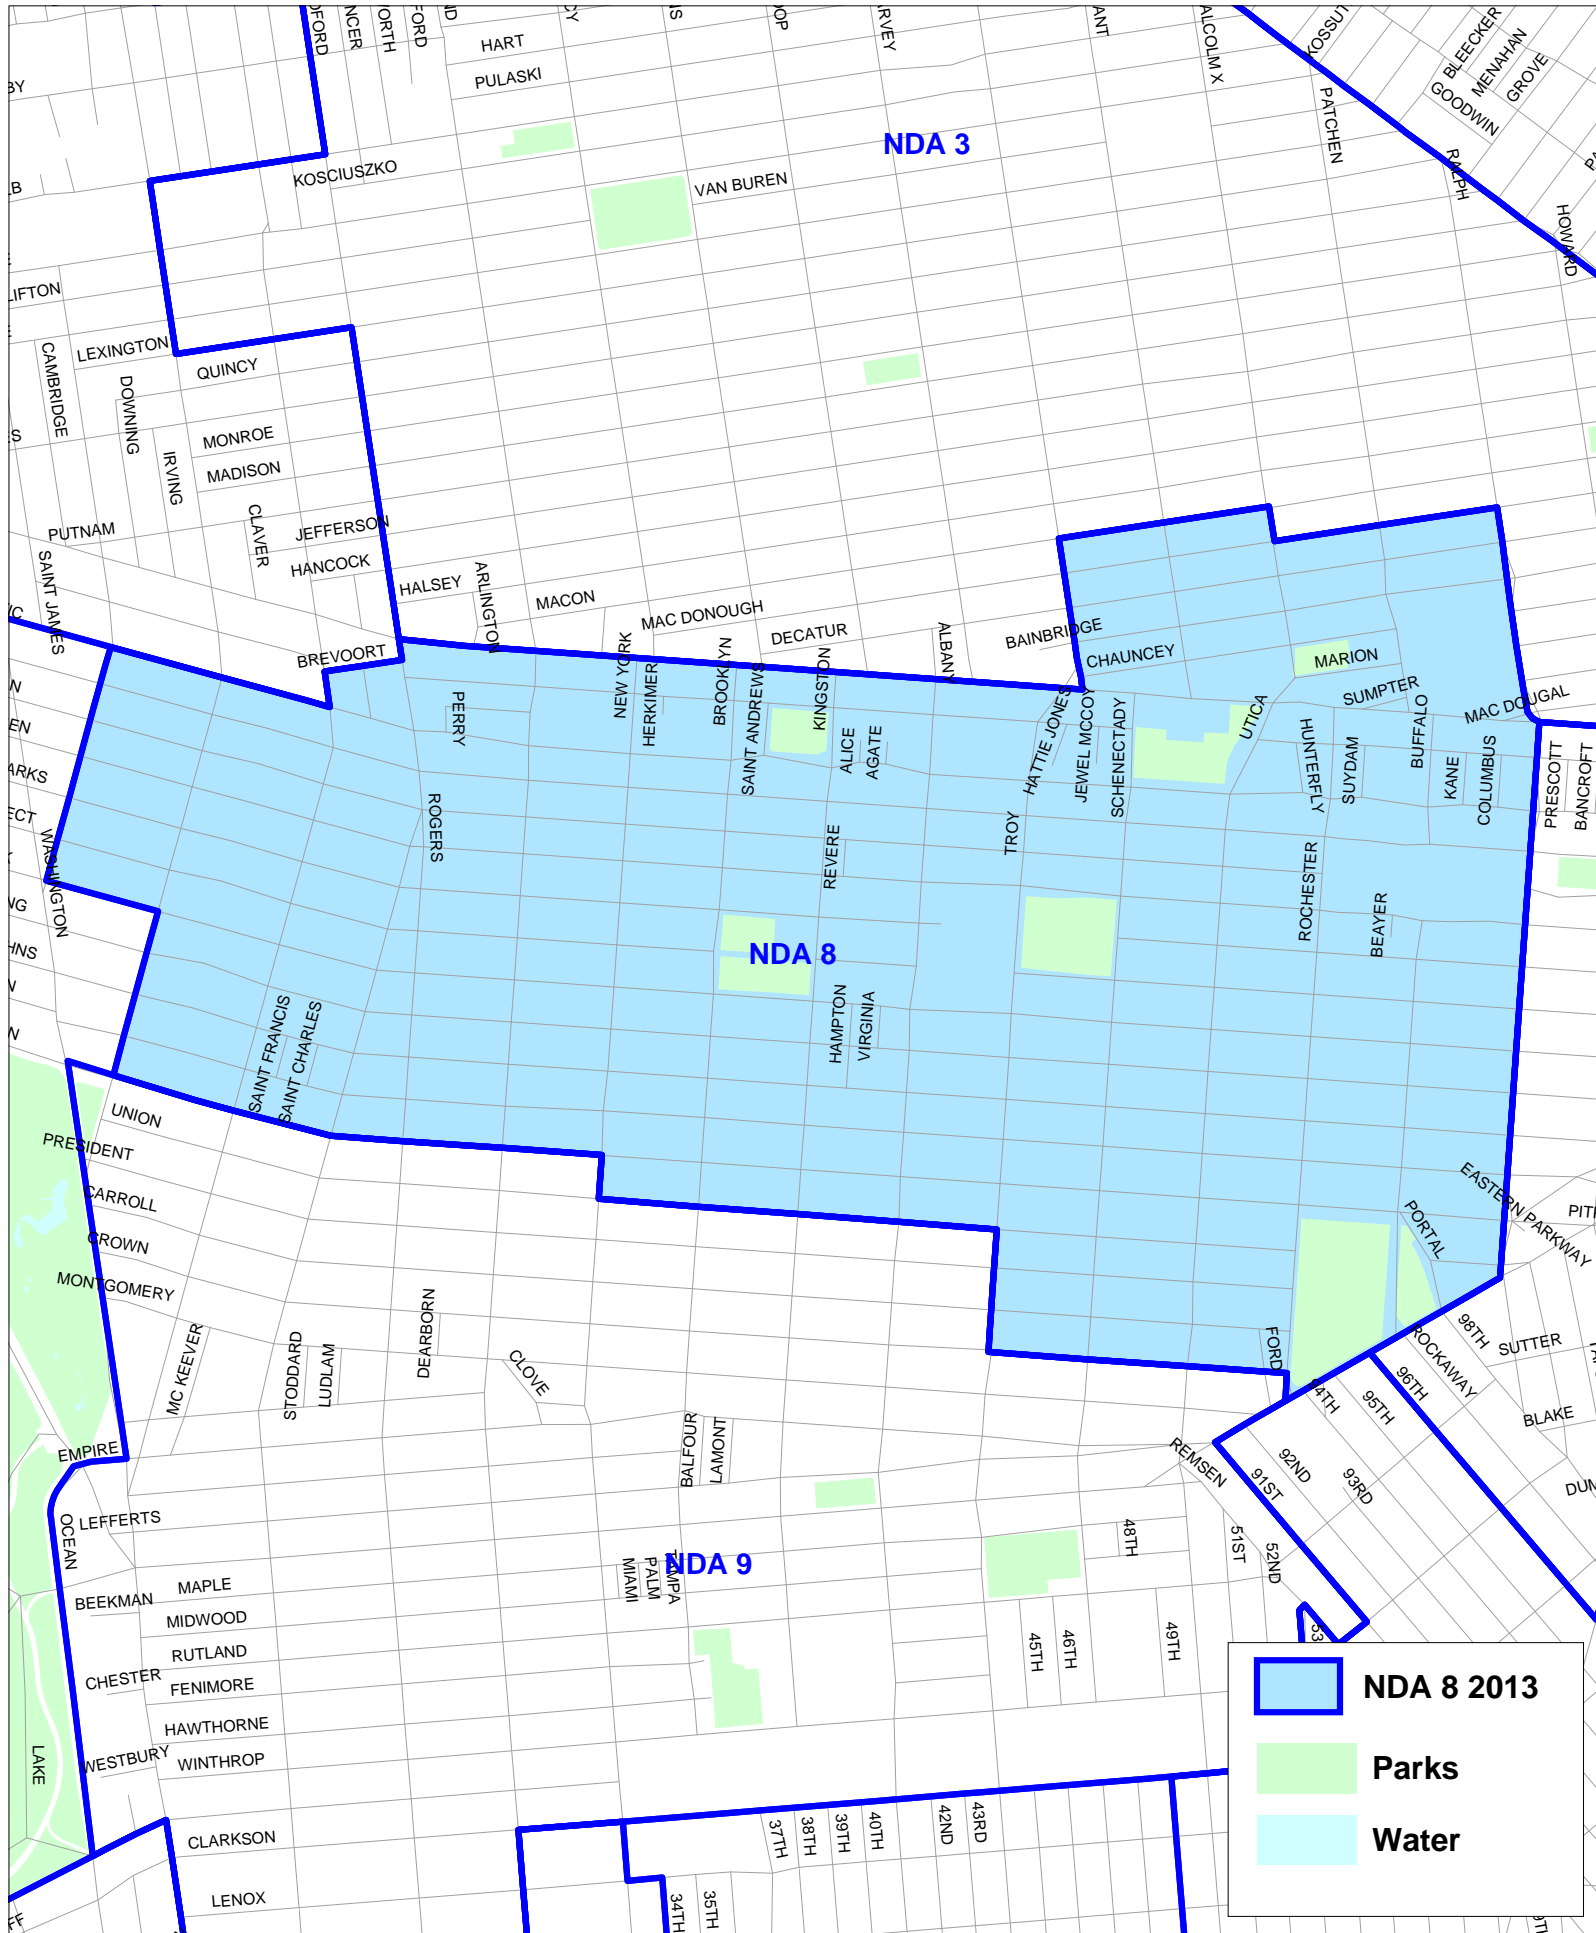 HART
PULASKI
NDA 3
KOSCIUSZKO
VAN BUREN
MALCOLM X
PATCHEN
RALPH
HOWARD
BLEECKER
MENAHAN
GROVE
GOODWIN
LEXINGTON
QUINCY
CAMBRIDGE
DOWNING
IRVING
MONROE
MADISON
CLAVER
PUTNAM
JEFFERSON
HANCOCK
SAINT JAMES
HALSEY
ARLINGTON
MACON
MAC DONOUGH
DECATUR
ALBANY
BAINBRIDGE
CHAUNCEY
MARION
SUMPTER
MAC DOUGAL
BREVOORT
PERRY
NEW YORK
HERKIMER
BROOKLYN
SAINT ANDREWS
KINGSTON
ALICE
AGATE
HATTIE JONES
JEWEL MCCOY
SCHENECTADY
UTICA
HUNTERFLY
SUYDAM
BUFFALO
KANE
COLUMBUS
PRESCOTT
BANCROFT
WASHINGTON
ROGERS
REVERE
TROY
ROCHESTER
BEAYER
NDA 8
HAMPTON
VIRGINIA
SAINT FRANCIS
SAINT CHARLES
UNION
PRESIDENT
CARROLL
CROWN
MONTGOMERY
EASTERN PARKWAY
PORTAL
MC KEEVER
STODDARD
LUDLAM
DEARBORN
CLOVE
FORD
98TH
SUTTER
ROCKAWAY
96TH
95TH
94TH
BLAKE
EMPIRE
BALFOUR
LAMONT
REMSEN
92ND
91ST
93RD
LEFFERTS
OCEAN
48TH
51ST
52ND
NDA 9
MIAMI
PALM
TAMPA
BEEKMAN
MAPLE
MIDWOOD
RUTLAND
CHESTER
FENIMORE
HAWTHORNE
WESTBURY
WINTHROP
LAKE
45TH
46TH
49TH
53
CLARKSON
LENOX
37TH
38TH
39TH
40TH
42ND
43RD
34TH
35TH
NDA 8 2013
Parks
Water